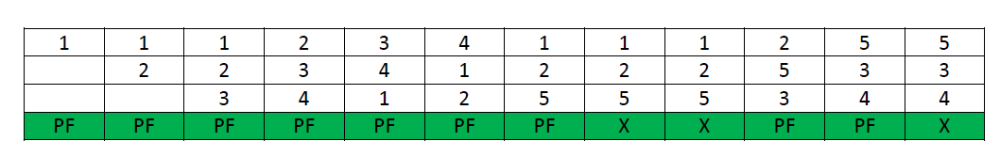 1 1 1 2 3 4 1 1 1 2 5 5
2 2 3 4 1 2 2 2 5 3 3
3 4 1 2 5 5 5 3 4 4
PF PF PF PF PF PF PF X X PF PF X